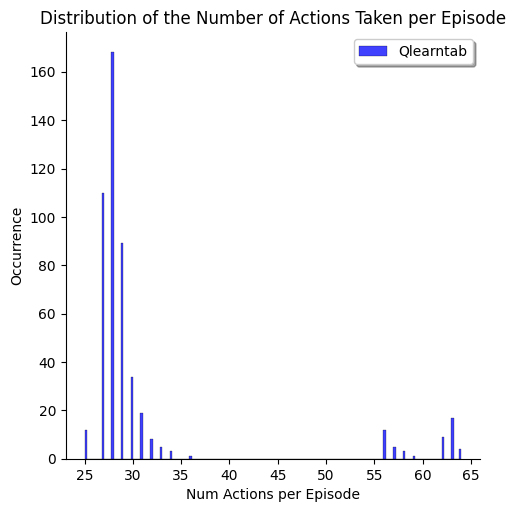 Distribution of the Number of Actions Taken per Episode
Qlearntab
160
140
120
100
80
60
40
20
0
Occurrence
25 30 35 40 45 50 55 60 65
Num Actions per Episode